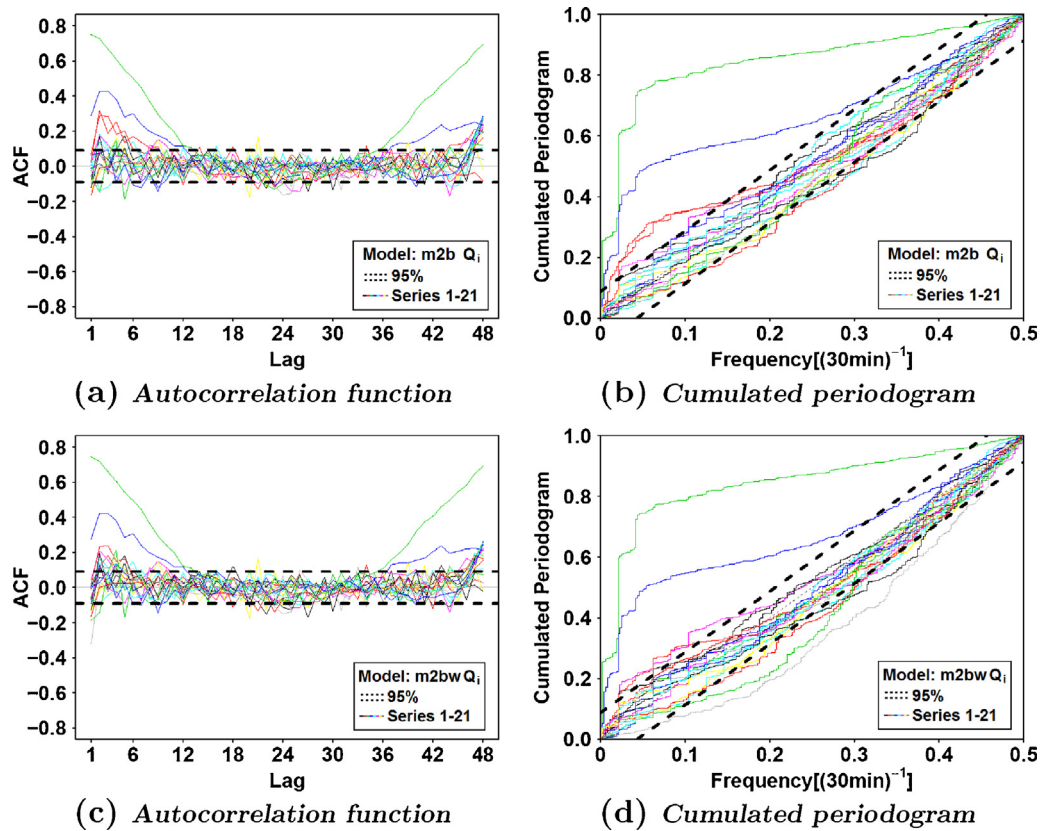 0.8
0.6
0.4
0.2
0.0
−0.2
−0.4
−0.6
−0.8
ACF
Model: m2b Q_i
95%
Series 1-21
1 6 12 18 24 30 36 42 48
Lag
(a) Autocorrelation function
1.0
0.8
0.6
0.4
0.2
0.0
Cumulated Periodogram
Model: m2b Q_i
95%
Series 1-21
0 0.1 0.2 0.3 0.4 0.5
Frequency[(30min)⁻¹]
(b) Cumulated periodogram
0.8
0.6
0.4
0.2
0.0
−0.2
−0.4
−0.6
−0.8
ACF
Model: m2bw Q_i
95%
Series 1-21
1 6 12 18 24 30 36 42 48
Lag
(c) Autocorrelation function
1.0
0.8
0.6
0.4
0.2
0.0
Cumulated Periodogram
Model: m2bw Q_i
95%
Series 1-21
0 0.1 0.2 0.3 0.4 0.5
Frequency[(30min)⁻¹]
(d) Cumulated periodogram